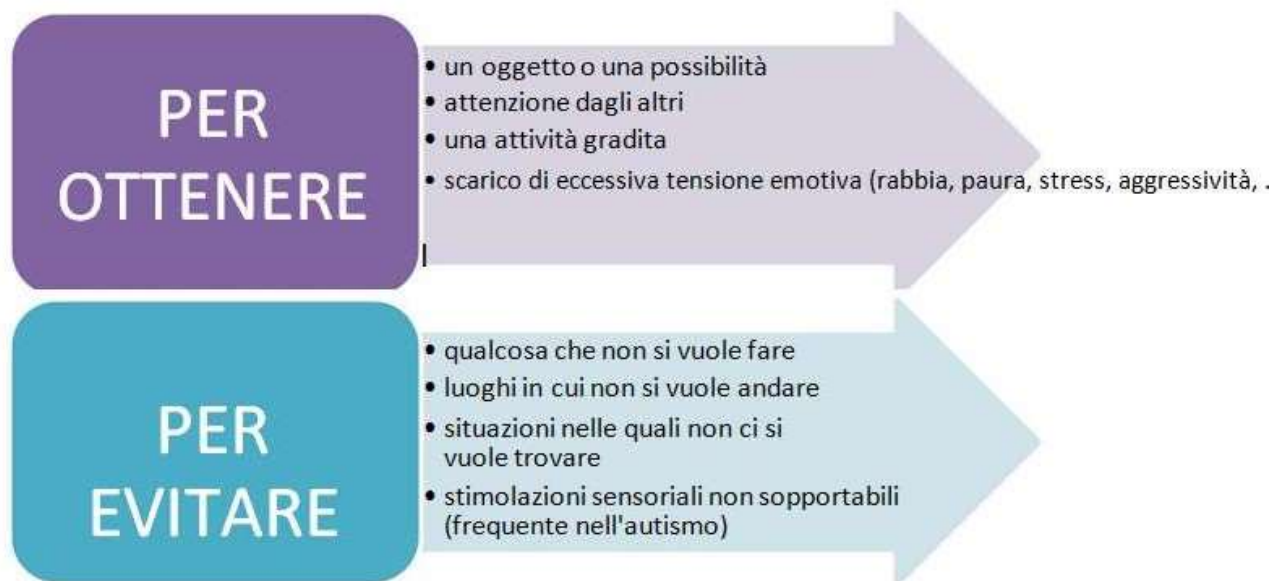 PER
OTTENERE
• un oggetto o una possibilità
• attenzione dagli altri
• una attività gradita
• scarico di eccessiva tensione emotiva (rabbia, paura, stress, aggressività, .
PER
EVITARE
• qualcosa che non si vuole fare
• luoghi in cui non si vuole andare
• situazioni nelle quali non ci si
vuole trovare
• stimolazioni sensoriali non sopportabili
(frequente nell'autismo)